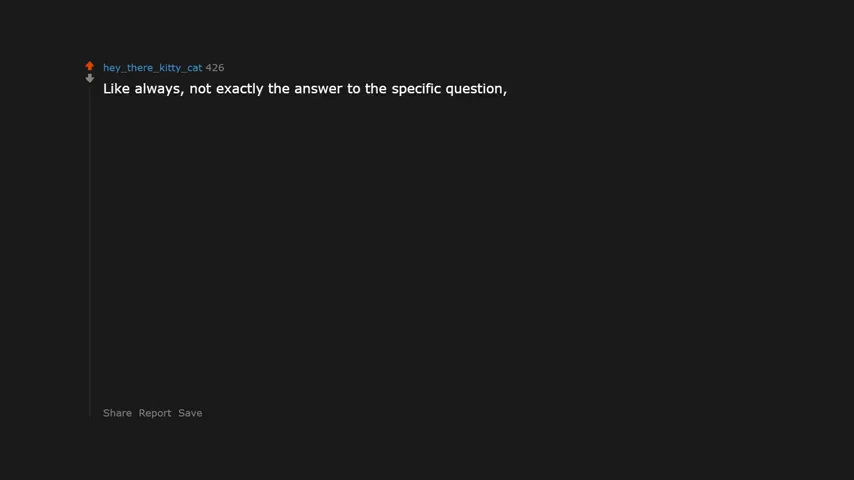 hey_there_kitty_cat 426
Like always, not exactly the answer to the specific question,
Share Report Save